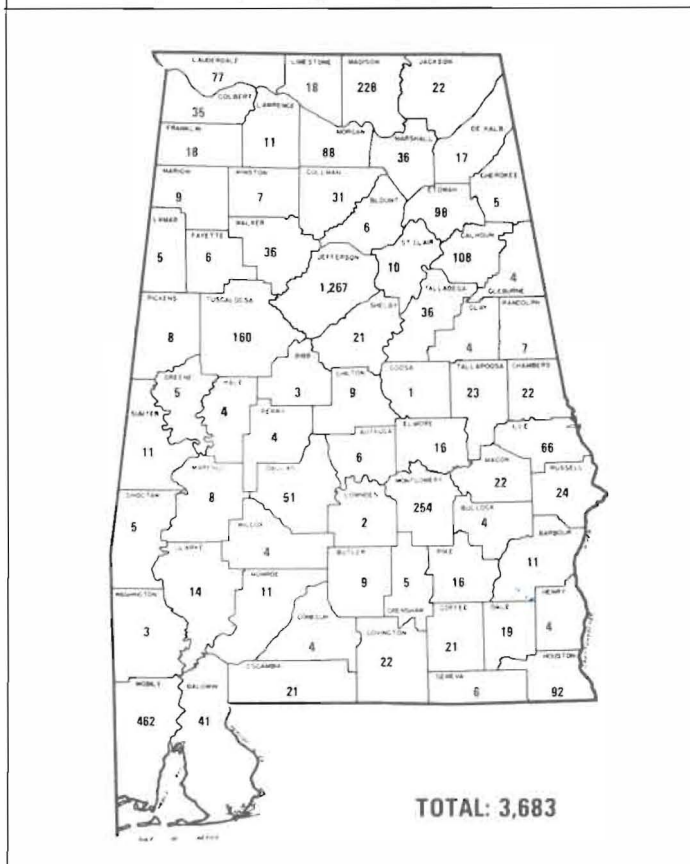 LAUDERDALE
77
LIMESTONE
18
MADISON
228
JACKSON
22
COLBERT
35
LAWRENCE
11
FRANKLIN
18
MORGAN
88
MARSHALL
36
DE KALB
17
MARION
9
WINSTON
7
CULLMAN
31
BLOUNT
6
ETOWAH
98
CHEROKEE
5
LAMAR
5
FAYETTE
6
WALKER
36
JEFFERSON
1,267
ST CLAIR
10
CALHOUN
108
CLEBURNE
4
PICKENS
8
TUSCALOOSA
160
SHELBY
21
TALLADEGA
36
CLAY
4
RANDOLPH
7
GREENE
5
HALE
4
BIBB
3
CHILTON
9
COOSA
1
TALLAPOOSA
23
CHAMBERS
22
SUMTER
11
PERRY
4
AUTAUGA
6
ELMORE
16
LEE
66
MACON
22
RUSSELL
24
MARENGO
8
DALLAS
51
LOWNDES
2
MONTGOMERY
254
BULLOCK
4
CHOCTAW
5
WILCOX
4
BARBOUR
11
CLARKE
14
MONROE
11
BUTLER
9
CRENSHAW
5
PIKE
16
HENRY
4
WASHINGTON
3
CONECUH
4
COVINGTON
22
COFFEE
21
DALE
19
HOUSTON
92
ESCAMBIA
21
GENEVA
6
MOBILE
462
BALDWIN
41
TOTAL: 3,683
GULF OF MEXICO